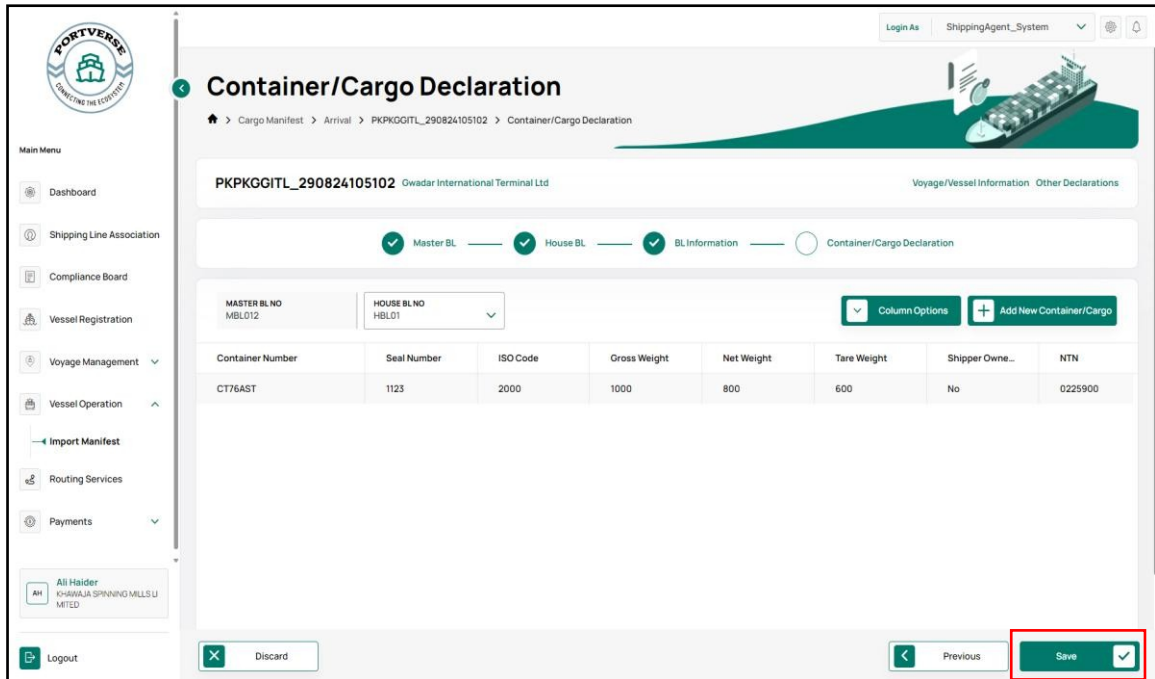 PORTVERSE
CONNECTING THE ECOSYSTEM
Login As ShippingAgent_System
Container/Cargo Declaration
> Cargo Manifest > Arrival > PKPKGGITL_290824105102 > Container/Cargo Declaration
Main Menu
Dashboard
Shipping Line Association
Compliance Board
Vessel Registration
Voyage Management
Vessel Operation
Import Manifest
Routing Services
Payments
AH
Ali Haider
KHAWAJA SPINNING MILLS LI
MITED
Logout
PKPKGGITL_290824105102 Gwadar International Terminal Ltd
Voyage/Vessel Information Other Declarations
Master BL House BL BL Information Container/Cargo Declaration
MASTER BL NO
MBL012
HOUSE BL NO
HBL01
Column Options
Add New Container/Cargo
Container Number Seal Number ISO Code Gross Weight Net Weight Tare Weight Shipper Owne... NTN
CT76AST 1123 2000 1000 800 600 No 0225900
Discard
Previous
Save